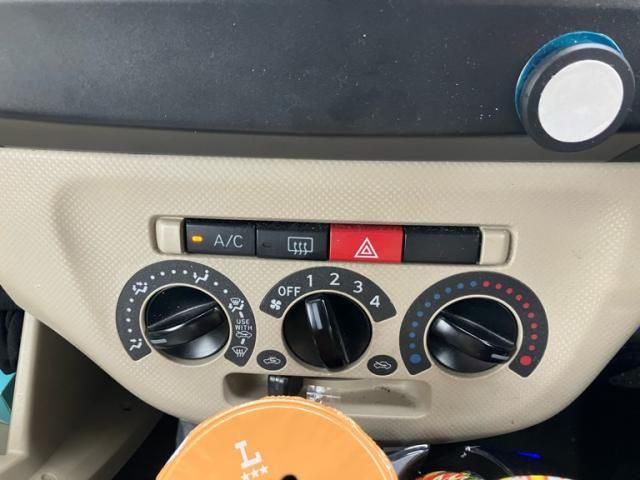 A/C
OFF 1 2 3 4
USE
WITH
L